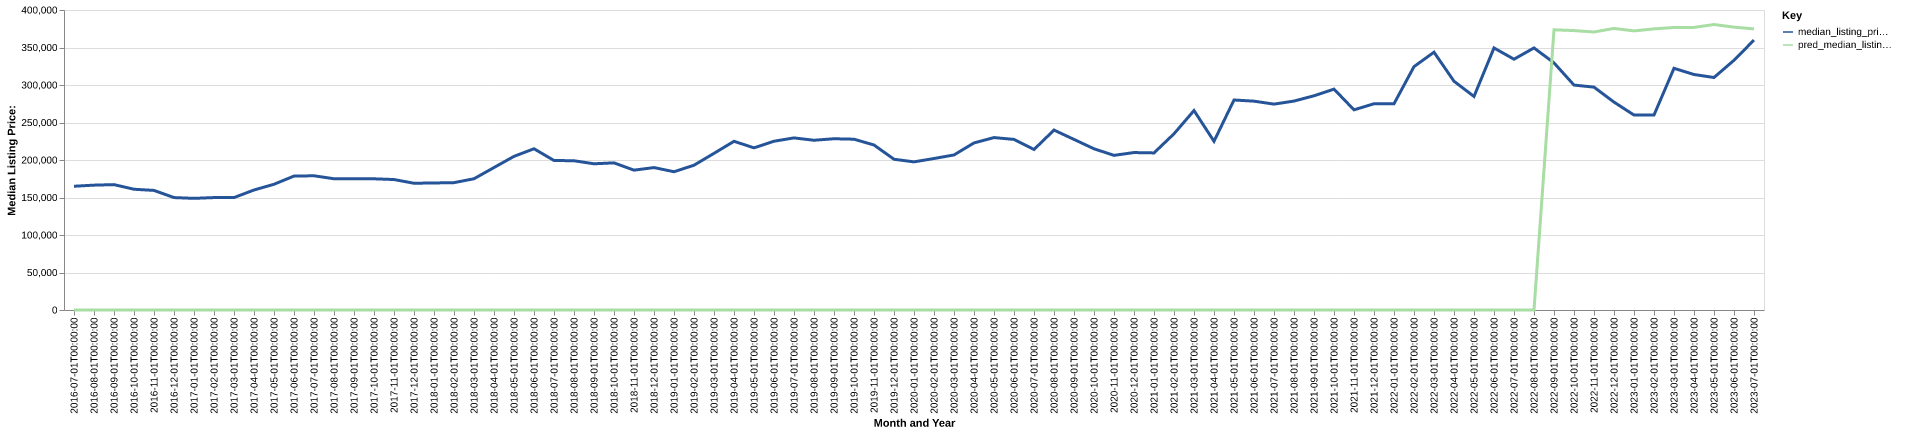 400,000
350,000
300,000
250,000
200,000
150,000
100,000
50,000
0
Median Listing Price:
2016-07-01T00:00:00
2016-08-01T00:00:00
2016-09-01T00:00:00
2016-10-01T00:00:00
2016-11-01T00:00:00
2016-12-01T00:00:00
2017-01-01T00:00:00
2017-02-01T00:00:00
2017-03-01T00:00:00
2017-04-01T00:00:00
2017-05-01T00:00:00
2017-06-01T00:00:00
2017-07-01T00:00:00
2017-08-01T00:00:00
2017-09-01T00:00:00
2017-10-01T00:00:00
2017-11-01T00:00:00
2017-12-01T00:00:00
2018-01-01T00:00:00
2018-02-01T00:00:00
2018-03-01T00:00:00
2018-04-01T00:00:00
2018-05-01T00:00:00
2018-06-01T00:00:00
2018-07-01T00:00:00
2018-08-01T00:00:00
2018-09-01T00:00:00
2018-10-01T00:00:00
2018-11-01T00:00:00
2018-12-01T00:00:00
2019-01-01T00:00:00
2019-02-01T00:00:00
2019-03-01T00:00:00
2019-04-01T00:00:00
2019-05-01T00:00:00
2019-06-01T00:00:00
2019-07-01T00:00:00
2019-08-01T00:00:00
2019-09-01T00:00:00
2019-10-01T00:00:00
2019-11-01T00:00:00
2019-12-01T00:00:00
2020-01-01T00:00:00
2020-02-01T00:00:00
2020-03-01T00:00:00
2020-04-01T00:00:00
2020-05-01T00:00:00
2020-06-01T00:00:00
2020-07-01T00:00:00
2020-08-01T00:00:00
2020-09-01T00:00:00
2020-10-01T00:00:00
2020-11-01T00:00:00
2020-12-01T00:00:00
2021-01-01T00:00:00
2021-02-01T00:00:00
2021-03-01T00:00:00
2021-04-01T00:00:00
2021-05-01T00:00:00
2021-06-01T00:00:00
2021-07-01T00:00:00
2021-08-01T00:00:00
2021-09-01T00:00:00
2021-10-01T00:00:00
2021-11-01T00:00:00
2021-12-01T00:00:00
2022-01-01T00:00:00
2022-02-01T00:00:00
2022-03-01T00:00:00
2022-04-01T00:00:00
2022-05-01T00:00:00
2022-06-01T00:00:00
2022-07-01T00:00:00
2022-08-01T00:00:00
2022-09-01T00:00:00
2022-10-01T00:00:00
2022-11-01T00:00:00
2022-12-01T00:00:00
2023-01-01T00:00:00
2023-02-01T00:00:00
2023-03-01T00:00:00
2023-04-01T00:00:00
2023-05-01T00:00:00
2023-06-01T00:00:00
2023-07-01T00:00:00
Month and Year
Key
median_listing_pri…
pred_median_listin…